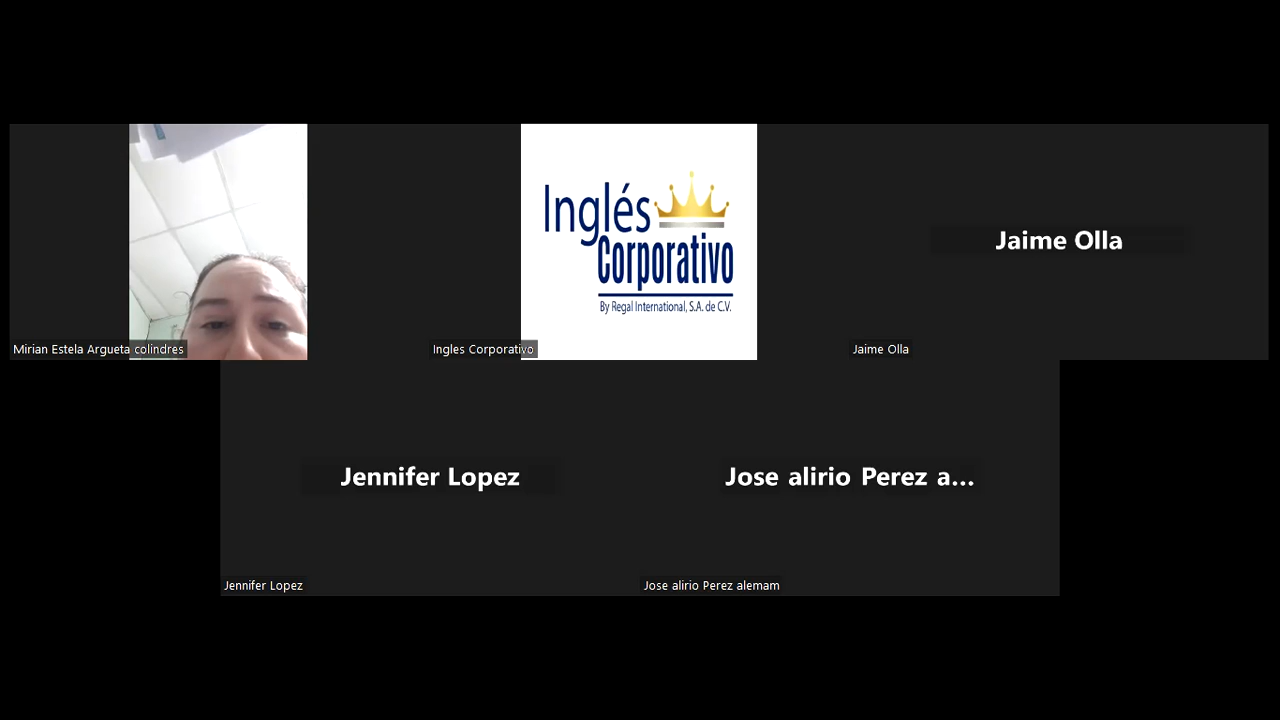 Mirian Estela Argueta colindres
Inglés
Corporativo
By Regal International, S.A. de C.V.
Ingles Corporativo
Jaime Olla
Jaime Olla
Jennifer Lopez
Jennifer Lopez
Jose alirio Perez a...
Jose alirio Perez alemam